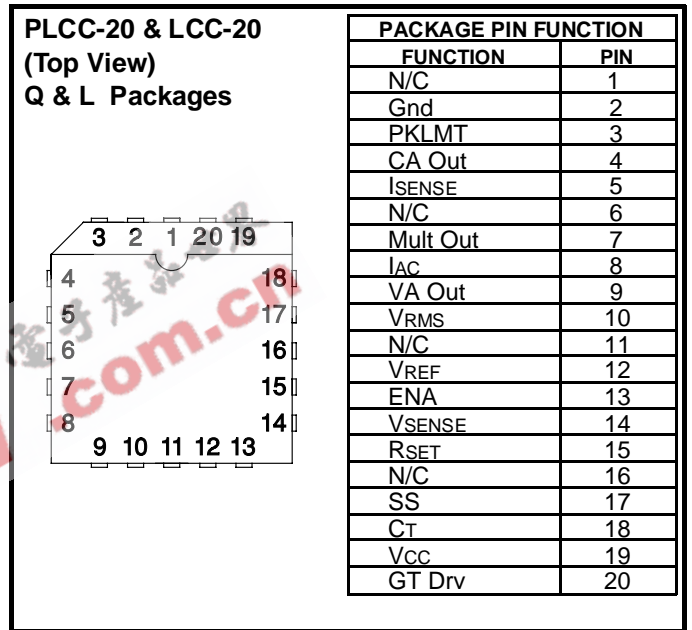 PLCC-20 & LCC-20
(Top View)
Q & L Packages
3 2 1 20 19
4 18
5 17
6 16
7 15
8 14
9 10 11 12 13
PACKAGE PIN FUNCTION
FUNCTION PIN
N/C 1
Gnd 2
PKLMT 3
CA Out 4
ISENSE 5
N/C 6
Mult Out 7
IAC 8
VA Out 9
VRMS 10
N/C 11
VREF 12
ENA 13
VSENSE 14
RSET 15
N/C 16
SS 17
CT 18
VCC 19
GT Drv 20
.com.cn